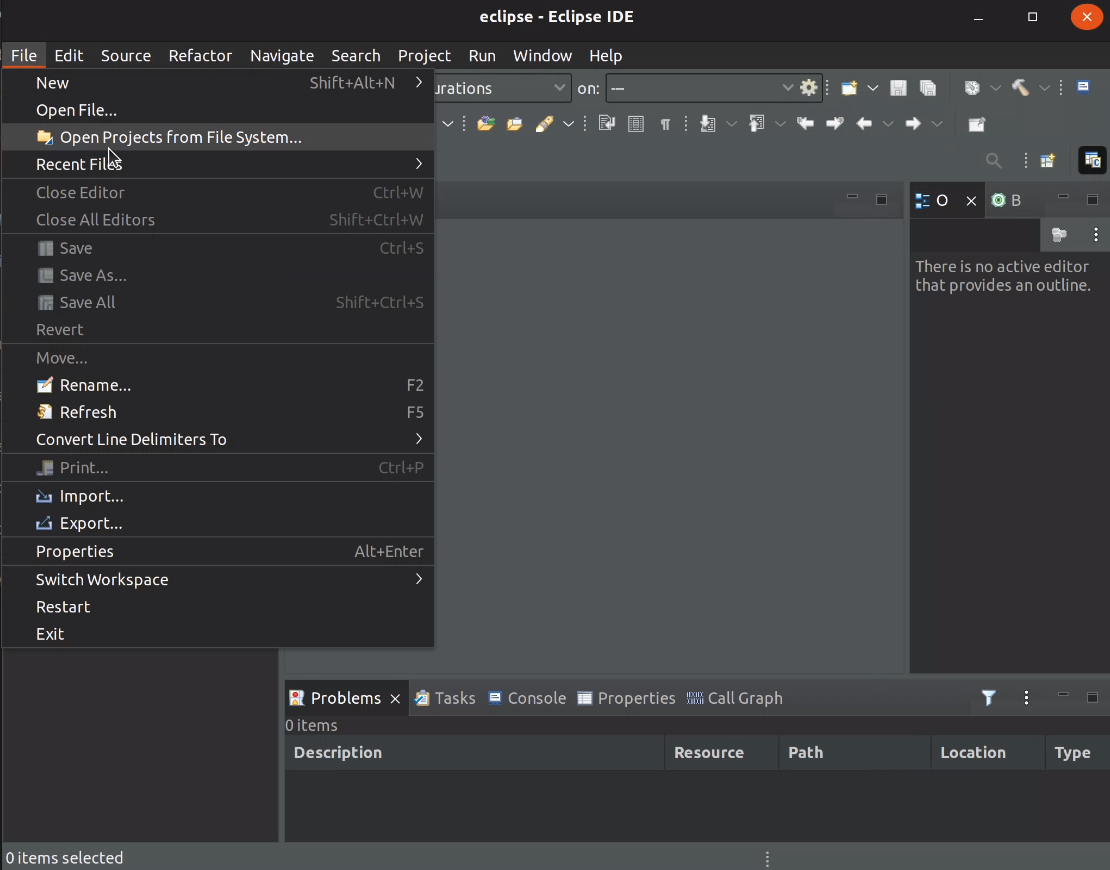 eclipse - Eclipse IDE
File Edit Source Refactor Navigate Search Project Run Window Help
New Shift+Alt+N
Open File...
Open Projects from File System...
Recent Files
Close Editor Ctrl+W
Close All Editors Shift+Ctrl+W
Save Ctrl+S
Save As...
Save All Shift+Ctrl+S
Revert
Move...
Rename... F2
Refresh F5
Convert Line Delimiters To
Print... Ctrl+P
Import...
Export...
Properties Alt+Enter
Switch Workspace
Restart
Exit
urations on: ---
O B
There is no active editor
that provides an outline.
Problems Tasks Console Properties Call Graph
0 items
Description Resource Path Location Type
0 items selected